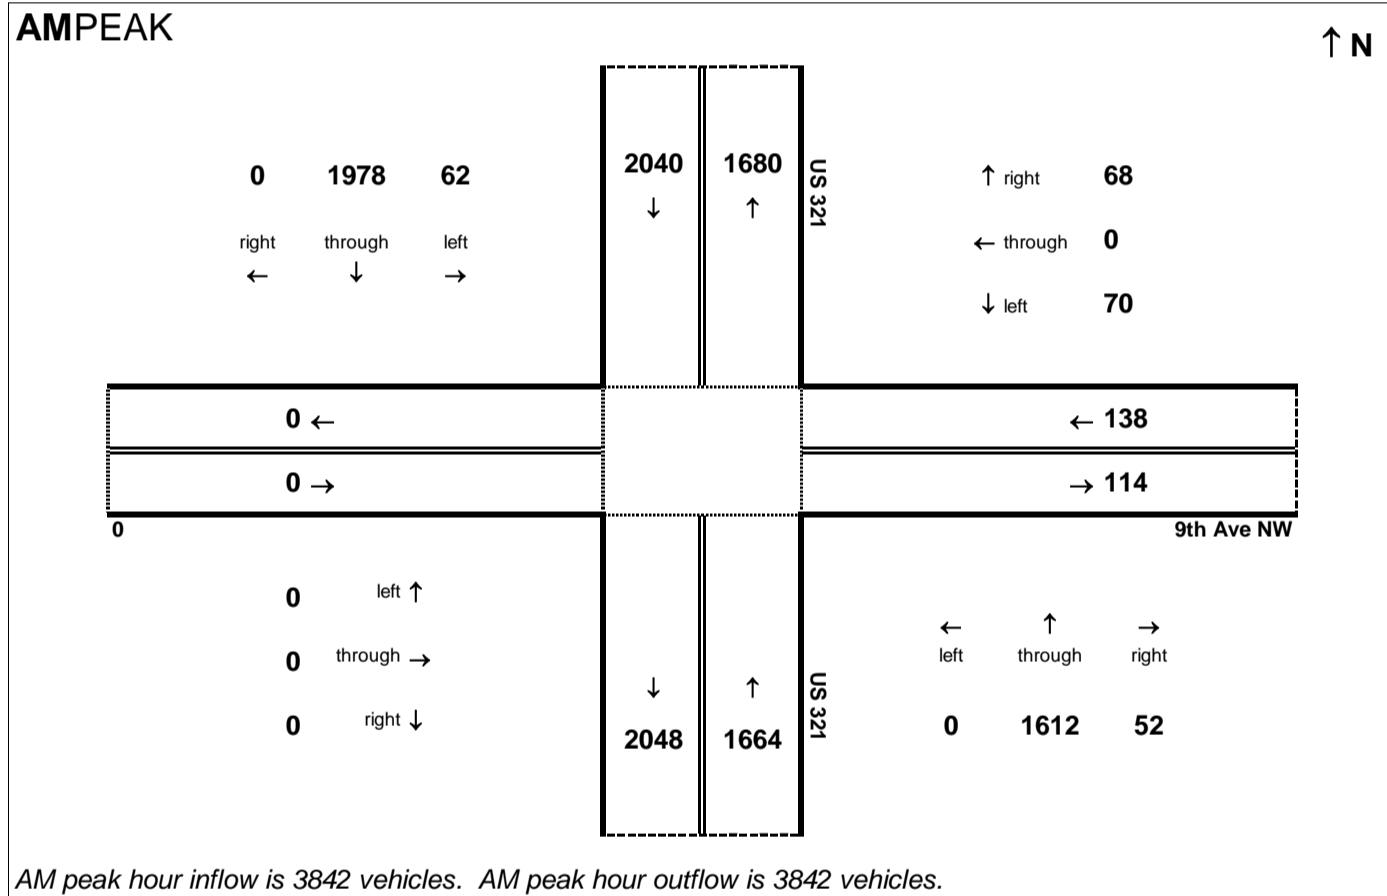 AMPEAK
↑ N
0 1978 62
right through left
← ↓ →
2040 1680
↓ ↑
US 321
↑ right 68
← through 0
↓ left 70
0 ←
← 138
0 →
→ 114
0
9th Ave NW
0 left ↑
0 through →
0 right ↓
↓ ↑
2048 1664
US 321
← ↑ →
left through right
0 1612 52
AM peak hour inflow is 3842 vehicles. AM peak hour outflow is 3842 vehicles.